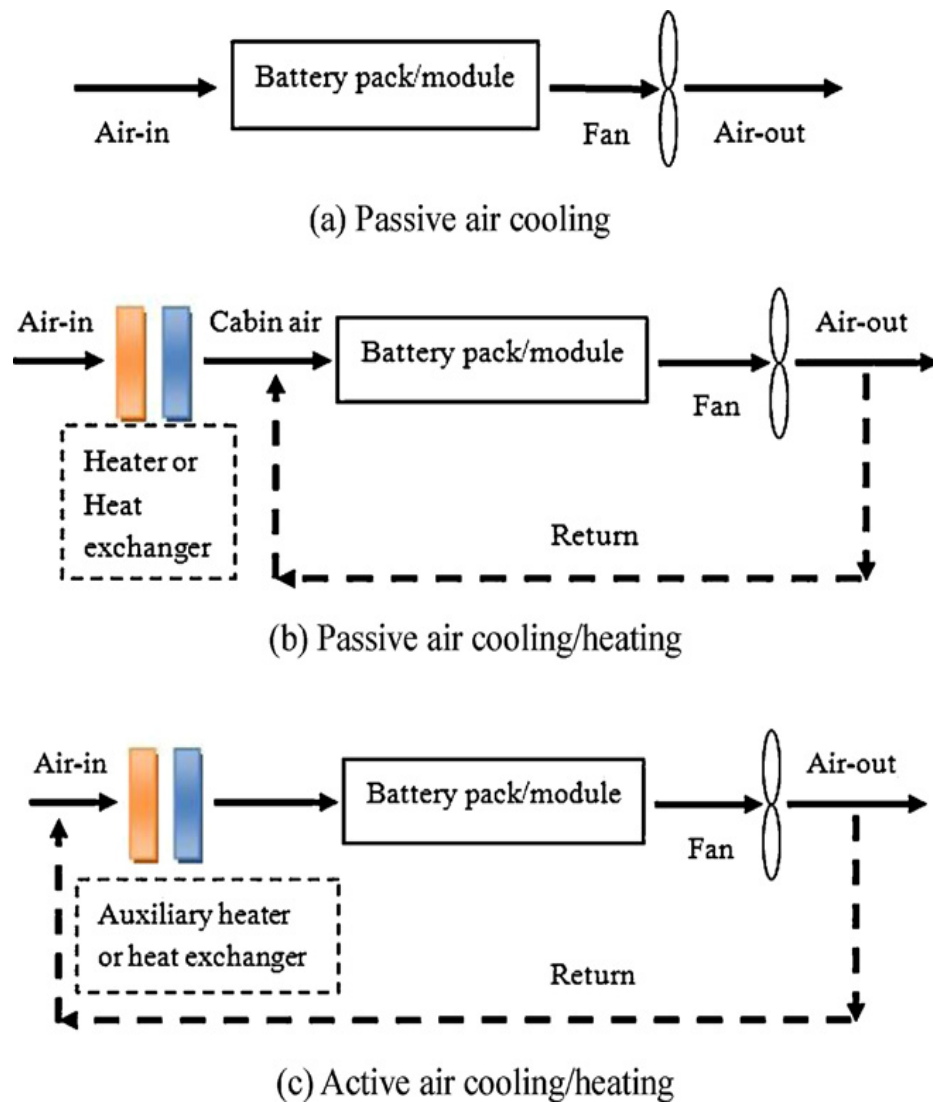 Battery pack/module
Air-in
Fan
Air-out
(a) Passive air cooling
Air-in
Cabin air
Battery pack/module
Air-out
Fan
Heater or
Heat
exchanger
Return
(b) Passive air cooling/heating
Air-in
Battery pack/module
Air-out
Fan
Auxiliary heater
or heat exchanger
Return
(c) Active air cooling/heating